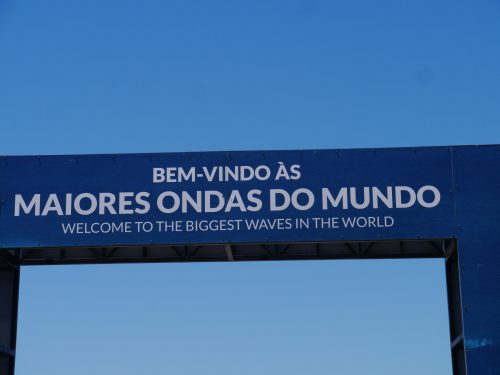 BEM-VINDO ÀS
MAIORES ONDAS DO MUNDO
WELCOME TO THE BIGGEST WAVES IN THE WORLD